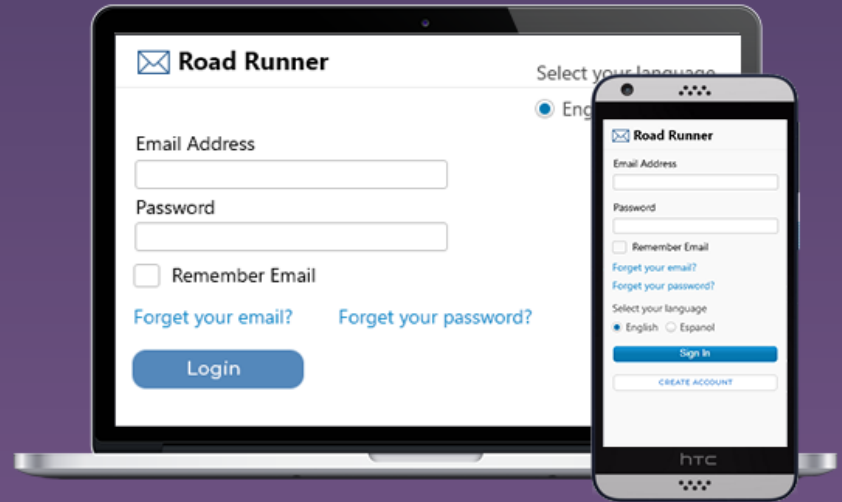 Road Runner
Select your language
Email Address
Password
Remember Email
Forget your email? Forget your password?
Login
Road Runner
Email Address
Password
Remember Email
Forget your email?
Forget your password?
Select your language
English Espanol
Sign In
CREATE ACCOUNT
htc